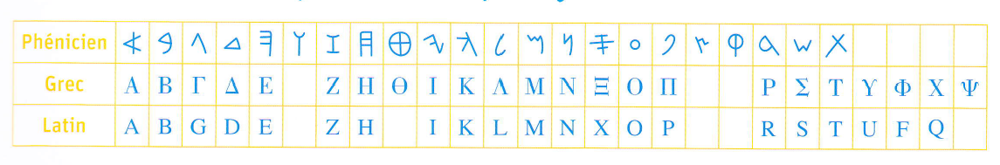 Phénicien 𐤀 𐤁 𐤂 𐤃 𐤄 𐤅 𐤆 𐤇 𐤈 𐤉 𐤊 𐤋 𐤌 𐤍 𐤎 𐤏 𐤐 𐤑 𐤒 𐤓 𐤔 𐤕
Grec Α Β Γ Δ Ε Ζ Η Θ Ι Κ Λ Μ Ν Ξ Ο Π Ρ Σ Τ Υ Φ Χ Ψ
Latin A B G D E Z H I K L M N X O P R S T U F Q